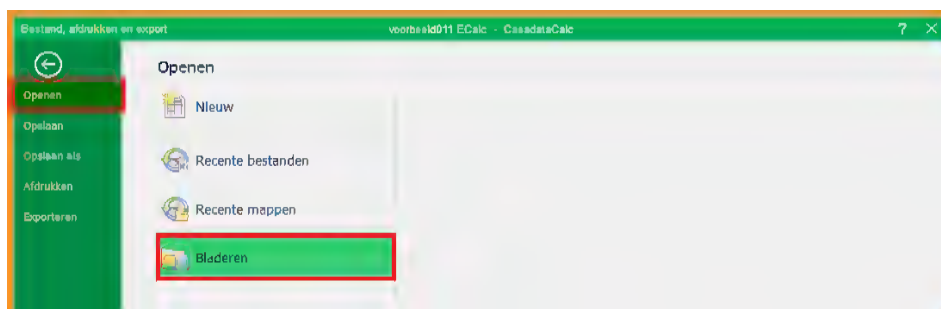 Bestand, afdrukken en export voorbeeld011 ECalc - CasadataCalc ? ×
Openen
Openen
Nieuw
Opslaan
Opslaan als
Recente bestanden
Afdrukken
Recente mappen
Exporteren
Bladeren